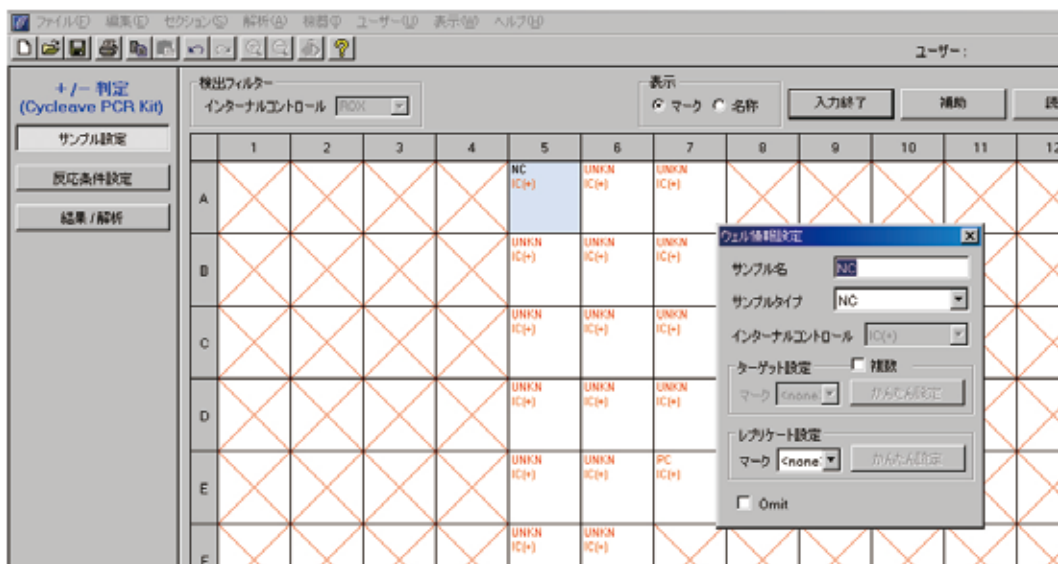 ファイル(F) 編集(E) セクション(S) 解析(A) 機器(I) ユーザー(U) 表示(W) ヘルプ(H)
ユーザー:
+/- 判定
(Cycleave PCR Kit)
サンプル設定
反応条件設定
結果 / 解析
検出フィルター
インターナルコントロール ROX
表示
マーク 名称
入力終了
補助
1 2 3 4 5 6 7 8 9 10 11 12
A
NC UNKN UNKN
IC(+) IC(+) IC(+)
B
UNKN UNKN UNKN
IC(+) IC(+) IC(+)
C
UNKN UNKN UNKN
IC(+) IC(+) IC(+)
D
UNKN UNKN UNKN
IC(+) IC(+) IC(+)
E
UNKN UNKN PC
IC(+) IC(+) IC(+)
F
UNKN UNKN
IC(+) IC(+)
ウェル情報設定
サンプル名 NC
サンプルタイプ NC
インターナルコントロール IC(+)
ターゲット設定 複数
マーク <none> かんたん設定
レプリケート設定
マーク <none> かんたん設定
Omit